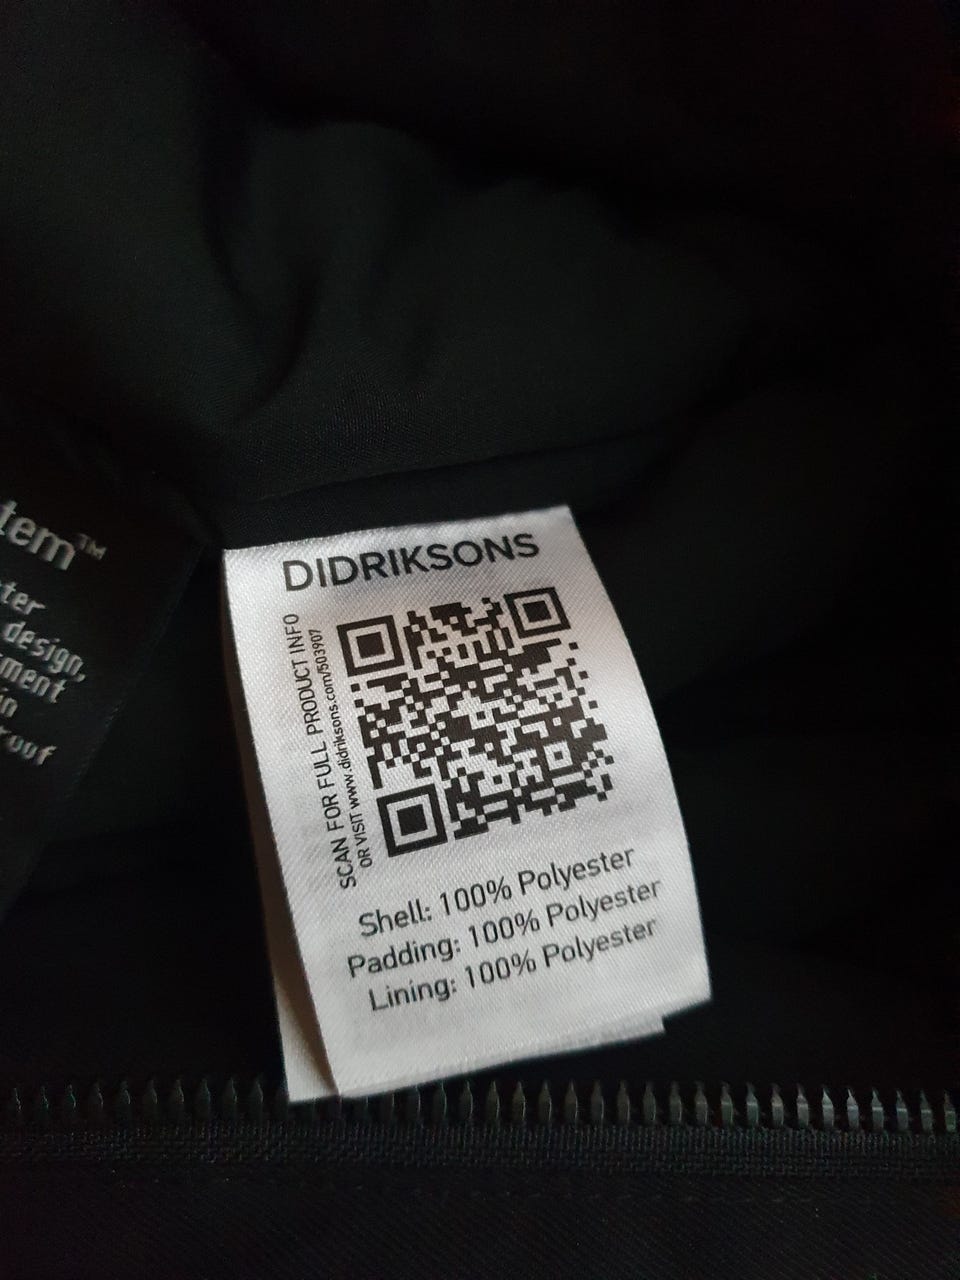 tem™
design,
DIDRIKSONS
SCAN FOR FULL PRODUCT INFO
OR VISIT www.didriksons.com/503907
Shell: 100% Polyester
Padding: 100% Polyester
Lining: 100% Polyester